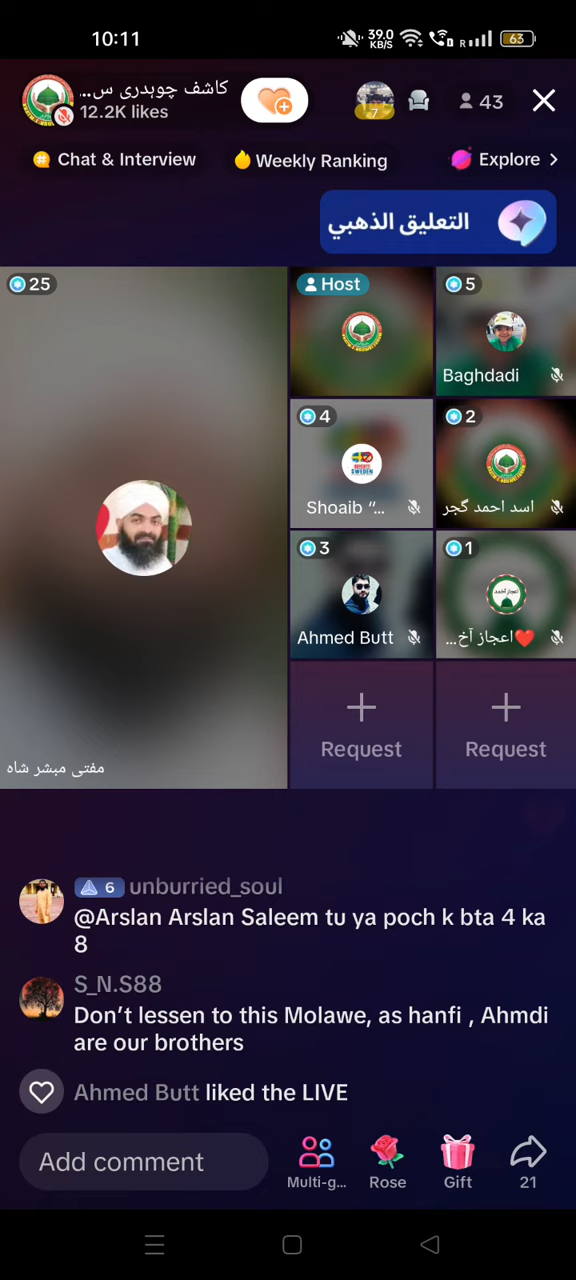 10:11
39.0
KB/S
R
63
کاشف چوہدری س...
12.2K likes
7
43
Chat & Interview
Weekly Ranking
Explore
التعليق الذهبي
25
Host
5
Baghdadi
4
BOYCOTT
SWEDEN
Shoaib “...
2
اسد احمد گجر
3
Ahmed Butt
1
❤️اعجاز آخ...
مفتی مبشر شاہ
Request
Request
6 unburried_soul
@Arslan Arslan Saleem tu ya poch k bta 4 ka
8
S_N.S88
Don’t lessen to this Molawe, as hanfi , Ahmdi
are our brothers
Ahmed Butt liked the LIVE
Add comment
Multi-g...
Rose
Gift
21